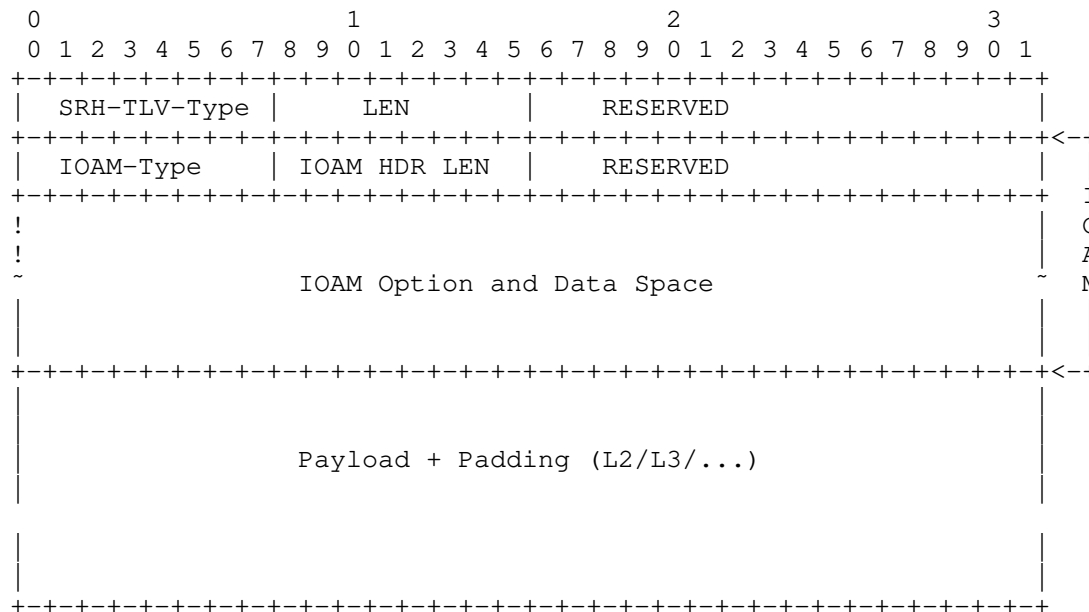 0                   1                   2                   3
 0 1 2 3 4 5 6 7 8 9 0 1 2 3 4 5 6 7 8 9 0 1 2 3 4 5 6 7 8 9 0 1
+-+-+-+-+-+-+-+-+-+-+-+-+-+-+-+-+-+-+-+-+-+-+-+-+-+-+-+-+-+-+-+-+
|  SRH-TLV-Type |     LEN       |    RESERVED                   |
+-+-+-+-+-+-+-+-+-+-+-+-+-+-+-+-+-+-+-+-+-+-+-+-+-+-+-+-+-+-+-+-+<--
|  IOAM-Type    | IOAM HDR LEN  |    RESERVED                   |  |
+-+-+-+-+-+-+-+-+-+-+-+-+-+-+-+-+-+-+-+-+-+-+-+-+-+-+-+-+-+-+-+-+  I
!                                                               |  O
!                                                               |  A
~                 IOAM Option and Data Space                    ~  M
|                                                               |  |
|                                                               |  |
+-+-+-+-+-+-+-+-+-+-+-+-+-+-+-+-+-+-+-+-+-+-+-+-+-+-+-+-+-+-+-+-+<--
|                                                               |
|                                                               |
|                 Payload + Padding (L2/L3/...)                 |
|                                                               |
|                                                               |
|                                                               |
+-+-+-+-+-+-+-+-+-+-+-+-+-+-+-+-+-+-+-+-+-+-+-+-+-+-+-+-+-+-+-+-+